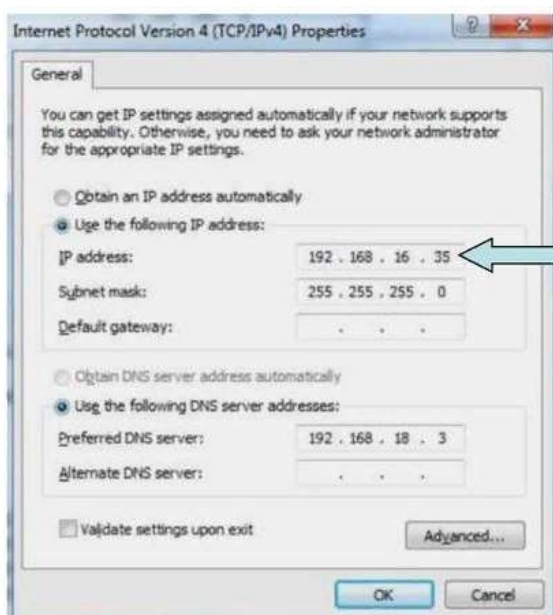 Internet Protocol Version 4 (TCP/IPv4) Properties
General
You can get IP settings assigned automatically if your network supports
this capability. Otherwise, you need to ask your network administrator
for the appropriate IP settings.
Obtain an IP address automatically
Use the following IP address:
IP address: 192 . 168 . 16 . 35
Subnet mask: 255 . 255 . 255 . 0
Default gateway: . . .
Obtain DNS server address automatically
Use the following DNS server addresses:
Preferred DNS server: 192 . 168 . 18 . 3
Alternate DNS server: . . .
Validate settings upon exit
Advanced...
OK Cancel